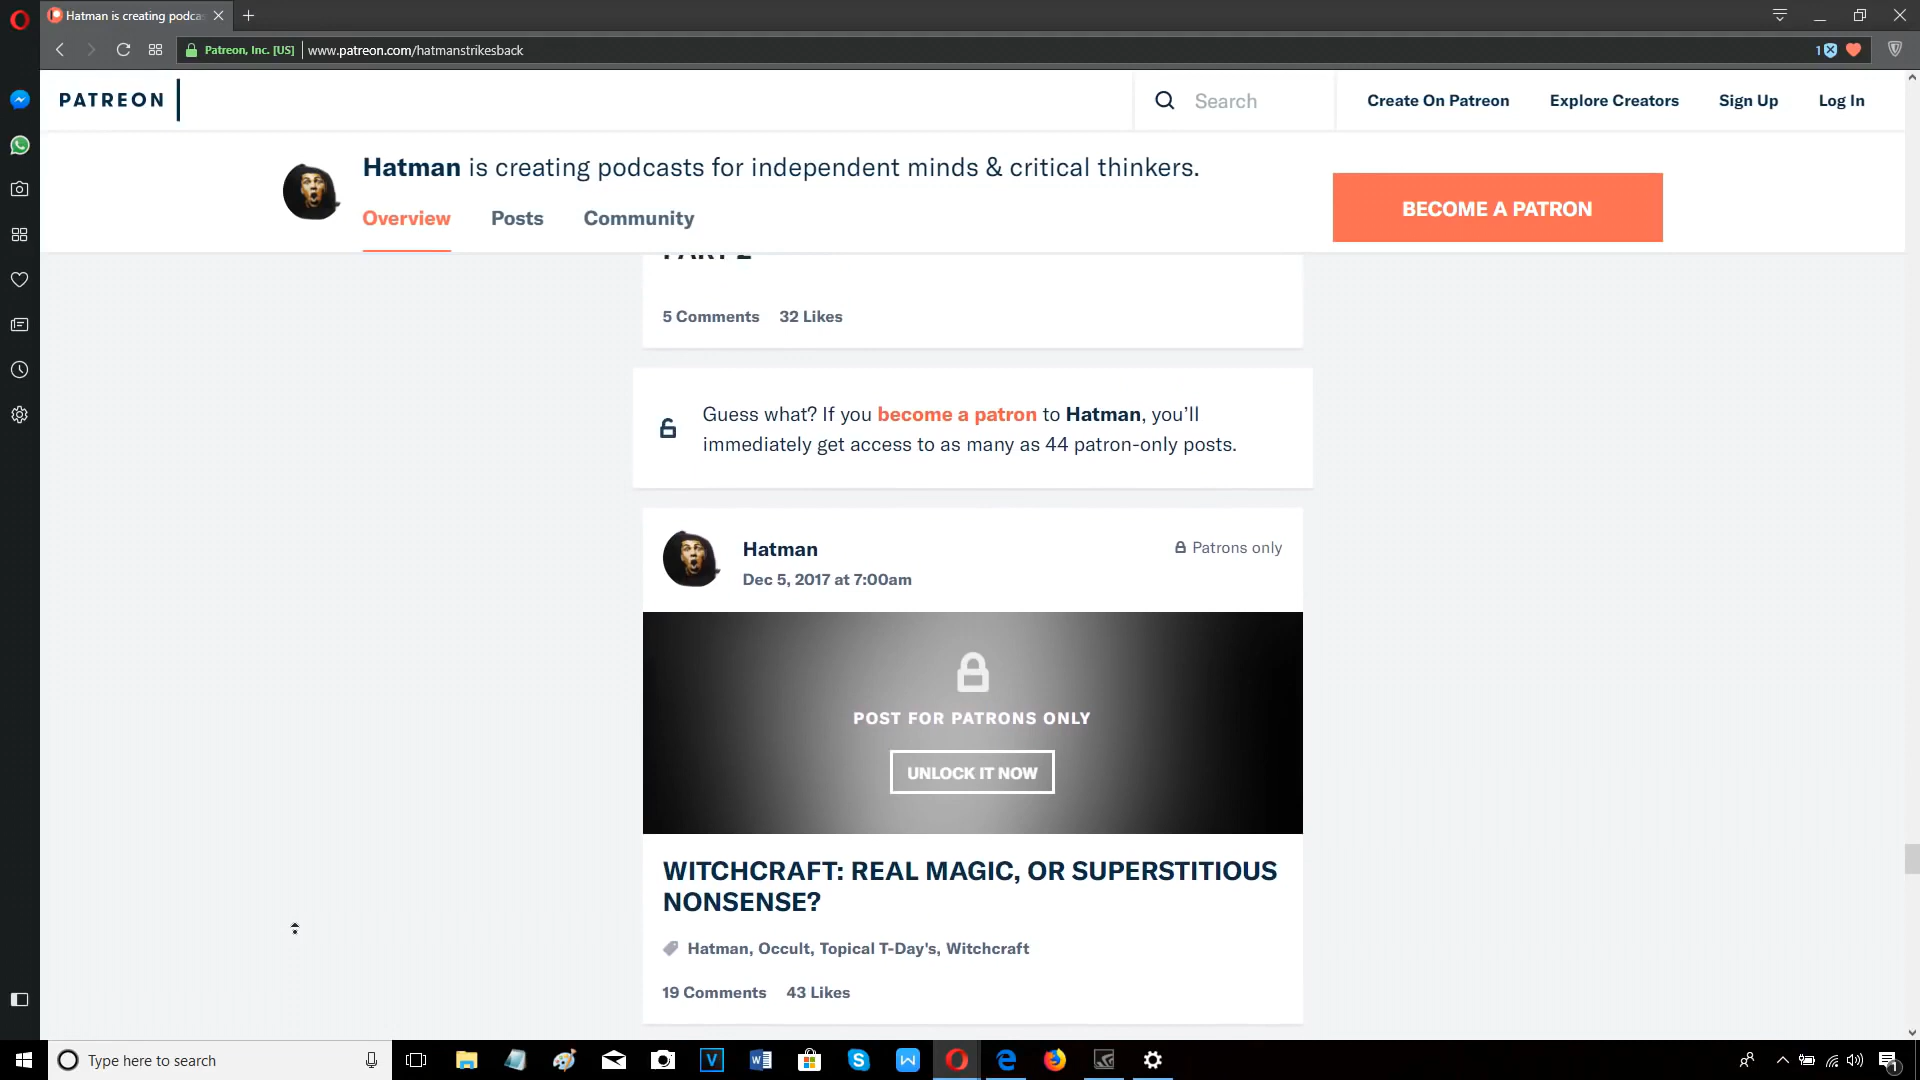 Hatman is creating podca
Patreon, Inc. [US]
www.patreon.com/hatmanstrikesback
1
PATREON
Search
Create On Patreon
Explore Creators
Sign Up
Log In
Hatman is creating podcasts for independent minds & critical thinkers.
Overview
Posts
Community
BECOME A PATRON
PART 2
5 Comments
32 Likes
Guess what? If you become a patron to Hatman, you'll
immediately get access to as many as 44 patron-only posts.
Hatman
Patrons only
Dec 5, 2017 at 7:00am
POST FOR PATRONS ONLY
UNLOCK IT NOW
WITCHCRAFT: REAL MAGIC, OR SUPERSTITIOUS
NONSENSE?
Hatman, Occult, Topical T-Day's, Witchcraft
19 Comments
43 Likes
Type here to search
1